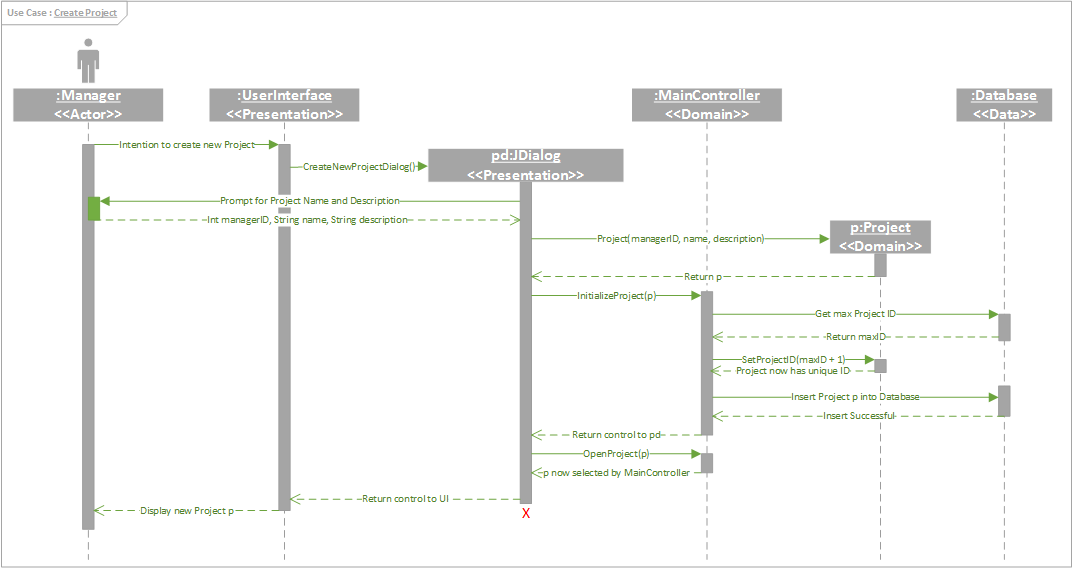 Use Case : Create Project
:Manager
<<Actor>>
:UserInterface
<<Presentation>>
:MainController
<<Domain>>
:Database
<<Data>>
Intention to create new Project
CreateNewProjectDialog()
pd:JDialog
<<Presentation>>
Prompt for Project Name and Description
Int managerID, String name, String description
p:Project
<<Domain>>
Project(managerID, name, description)
Return p
InitializeProject(p)
Get max Project ID
Return maxID
SetProjectID(maxID + 1)
Project now has unique ID
Insert Project p into Database
Insert Successful
Return control to pd
OpenProject(p)
p now selected by MainController
Return control to UI
Display new Project p
X